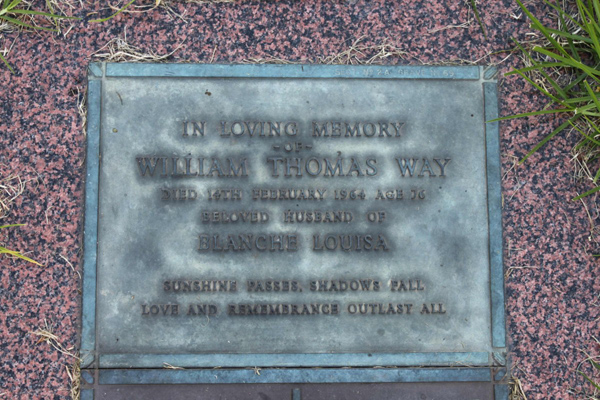 IN LOVING MEMORY
-OF-
WILLIAM THOMAS WAY
DIED 14TH FEBRUARY 1964 AGE 76
BELOVED HUSBAND OF
BLANCHE LOUISA
SUNSHINE PASSES, SHADOWS FALL
LOVE AND REMEMBRANCE OUTLAST ALL